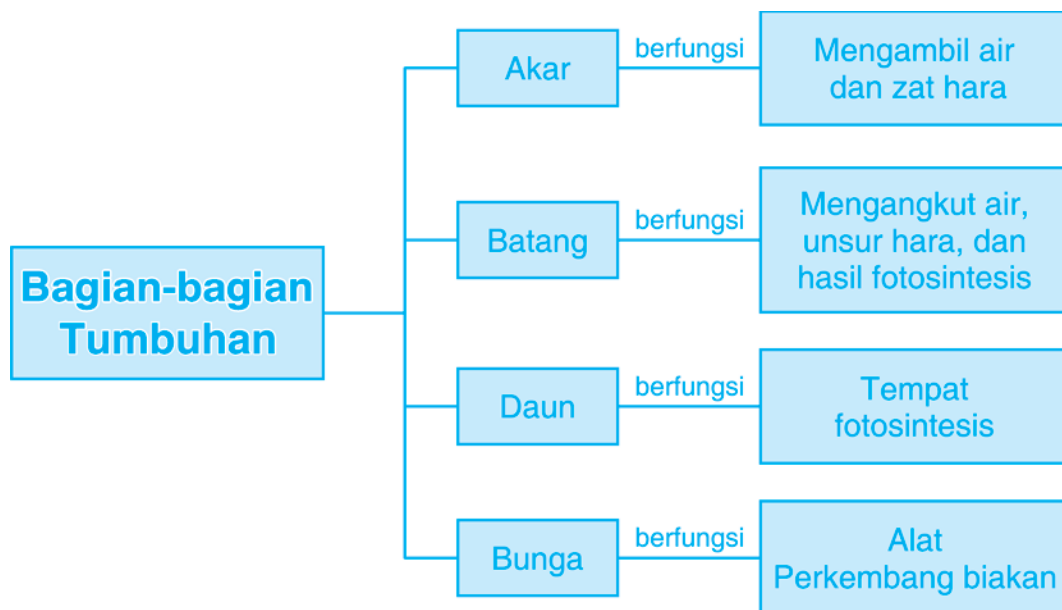 Bagian-bagian
Tumbuhan
Akar
berfungsi
Mengambil air
dan zat hara
Batang
berfungsi
Mengangkut air,
unsur hara, dan
hasil fotosintesis
Daun
berfungsi
Tempat
fotosintesis
Bunga
berfungsi
Alat
Perkembang biakan